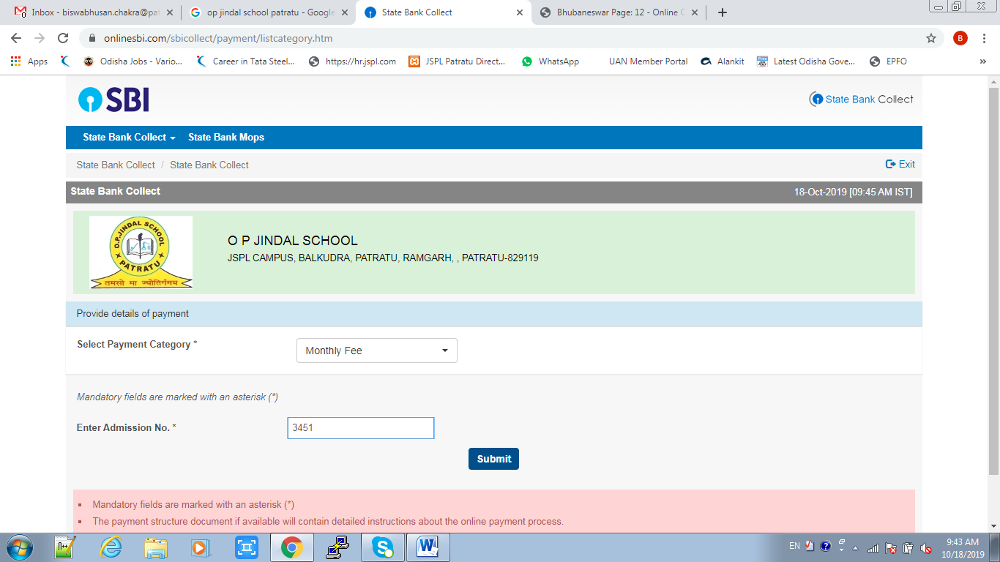 Inbox - biswabhusan.chakra@pat
op jindal school patratu - Google
State Bank Collect
Bhubaneswar Page: 12 - Online C
onlinesbi.com/sbicollect/payment/listcategory.htm
B
Apps
Odisha Jobs - Vario...
Career in Tata Steel...
https://hr.jspl.com
JSPL Patratu Direct...
WhatsApp
UAN Member Portal
Alankit
Latest Odisha Gove...
EPFO
»
SBI
State Bank Collect
State Bank Collect
State Bank Mops
State Bank Collect / State Bank Collect
Exit
State Bank Collect
18-Oct-2019 [09:45 AM IST]
O.P. JINDAL SCHOOL
PATRATU
तमसो मा ज्योतिर्गमय
O P JINDAL SCHOOL
JSPL CAMPUS, BALKUDRA, PATRATU, RAMGARH, , PATRATU-829119
Provide details of payment
Select Payment Category *
Monthly Fee
Mandatory fields are marked with an asterisk (*)
Enter Admission No. *
3451
Submit
Mandatory fields are marked with an asterisk (*)
The payment structure document if available will contain detailed instructions about the online payment process.
EN
9:43 AM
10/18/2019